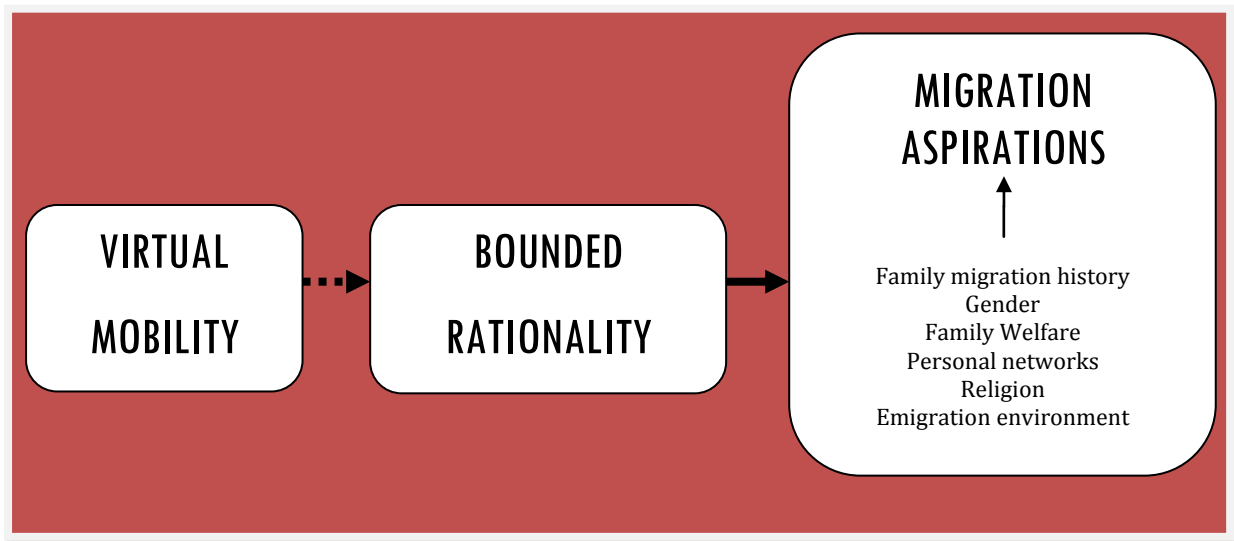 VIRTUAL
MOBILITY
BOUNDED
RATIONALITY
MIGRATION
ASPIRATIONS
Family migration history
Gender
Family Welfare
Personal networks
Religion
Emigration environment